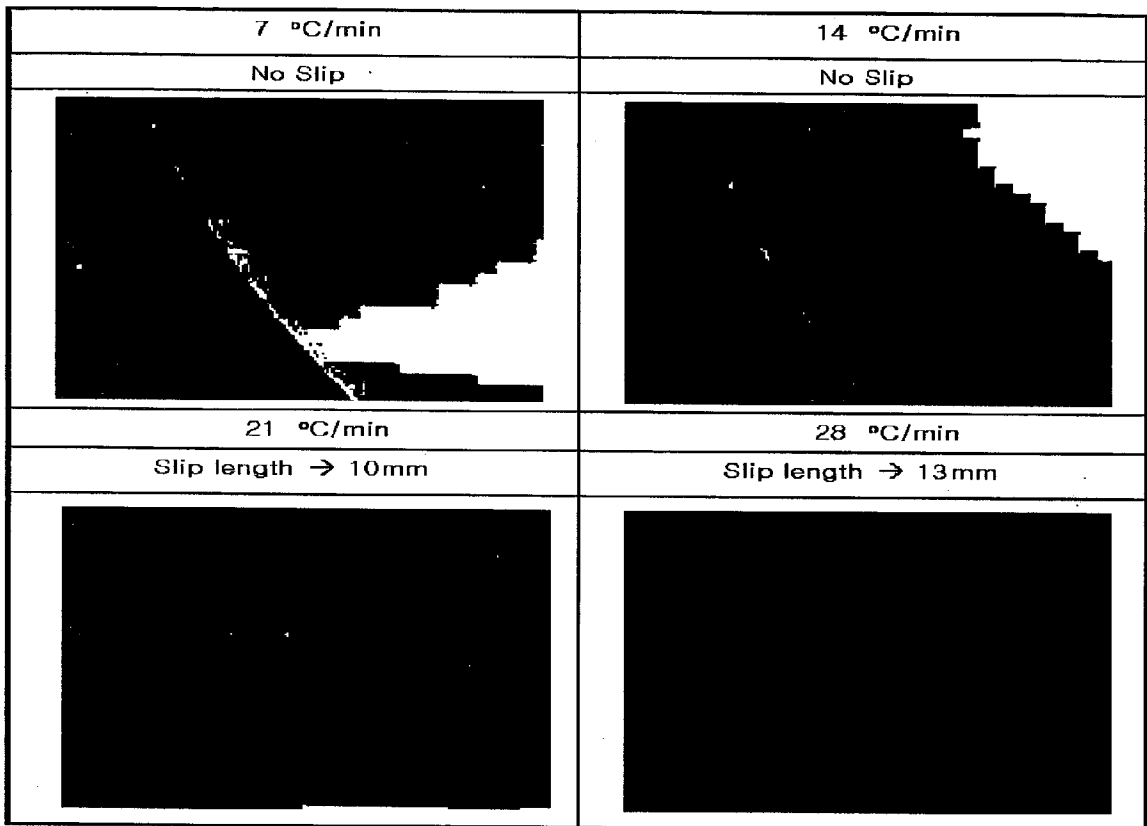 7 °C/min
14 °C/min
No Slip
No Slip
21 °C/min
28 °C/min
Slip length → 10mm
Slip length → 13mm